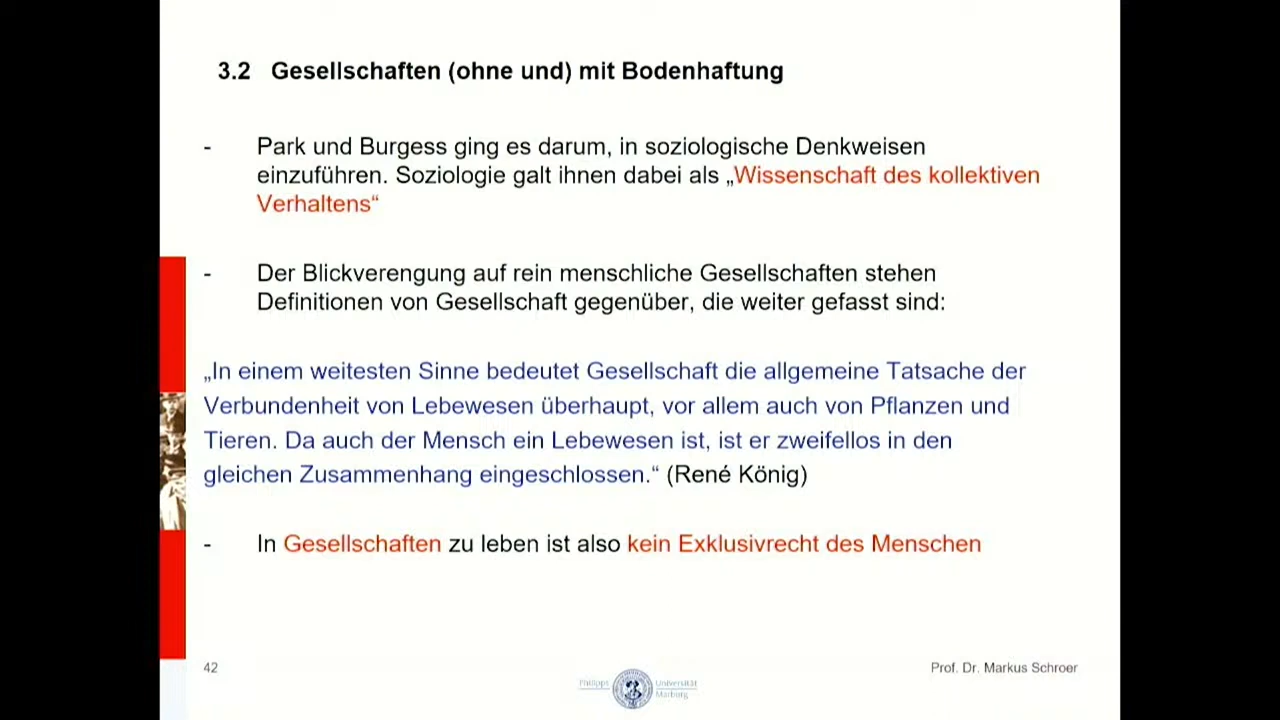 3.2 Gesellschaften (ohne und) mit Bodenhaftung
- Park und Burgess ging es darum, in soziologische Denkweisen
einzuführen. Soziologie galt ihnen dabei als „Wissenschaft des kollektiven
Verhaltens“
- Der Blickverengung auf rein menschliche Gesellschaften stehen
Definitionen von Gesellschaft gegenüber, die weiter gefasst sind:
„In einem weitesten Sinne bedeutet Gesellschaft die allgemeine Tatsache der
Verbundenheit von Lebewesen überhaupt, vor allem auch von Pflanzen und
Tieren. Da auch der Mensch ein Lebewesen ist, ist er zweifellos in den
gleichen Zusammenhang eingeschlossen.“ (René König)
- In Gesellschaften zu leben ist also kein Exklusivrecht des Menschen
42
Prof. Dr. Markus Schroer
Philipps Universität
Marburg